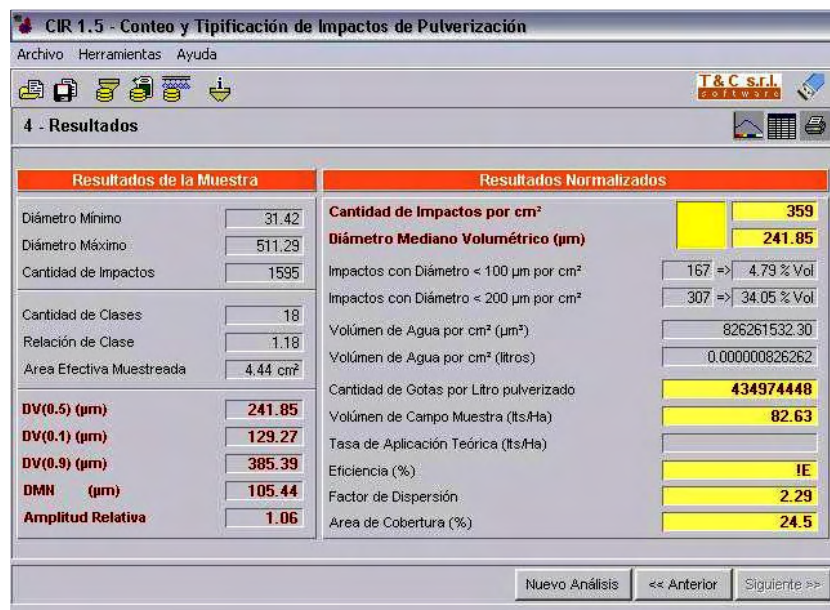 CIR 1.5 - Conteo y Tipificación de Impactos de Pulverización
Archivo Herramientas Ayuda
T&C s.r.l.
software
4 - Resultados
Resultados de la Muestra
Diámetro Mínimo 31.42
Diámetro Máximo 511.29
Cantidad de Impactos 1595
Cantidad de Clases 18
Relación de Clase 1.18
Area Efectiva Muestreada 4.44 cm²
DV(0.5) (µm) 241.85
DV(0.1) (µm) 129.27
DV(0.9) (µm) 385.39
DMN (µm) 105.44
Amplitud Relativa 1.06
Resultados Normalizados
Cantidad de Impactos por cm² 359
Diámetro Mediano Volumétrico (µm) 241.85
Impactos con Diámetro < 100 µm por cm² 167 => 4.79 % Vol
Impactos con Diámetro < 200 µm por cm² 307 => 34.05 % Vol
Volúmen de Agua por cm² (µm³) 826261532.30
Volúmen de Agua por cm² (litros) 0.000000826262
Cantidad de Gotas por Litro pulverizado 434974448
Volúmen de Campo Muestra (lts/Ha) 82.63
Tasa de Aplicación Teórica (lts/Ha)
Eficiencia (%) !E
Factor de Dispersión 2.29
Area de Cobertura (%) 24.5
Nuevo Análisis << Anterior Siguiente >>